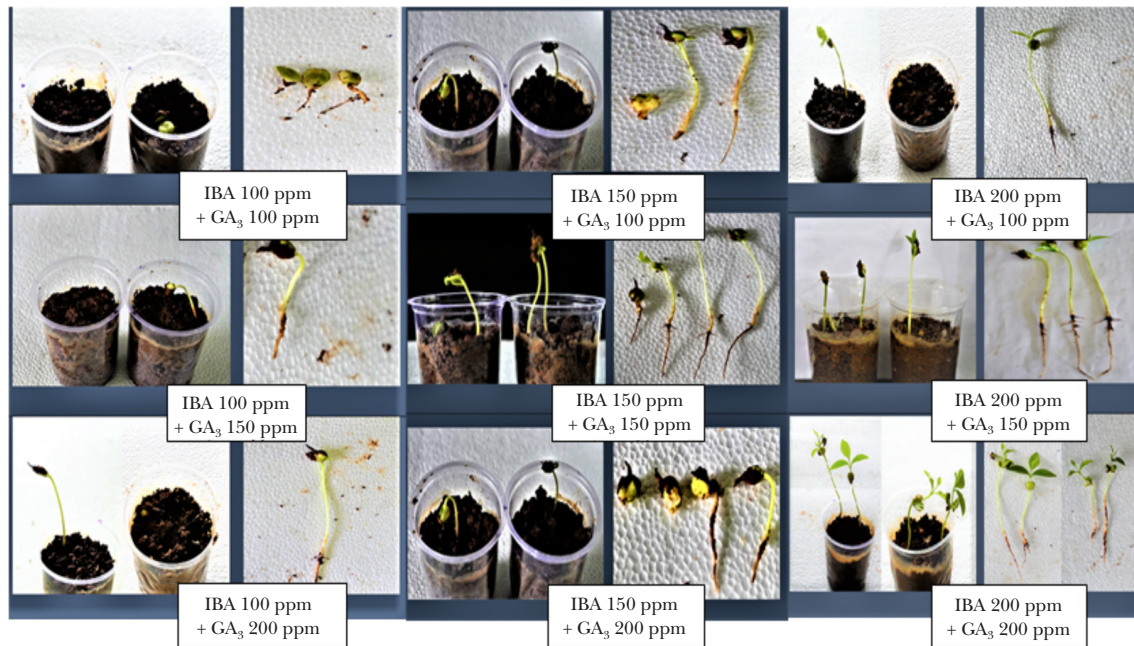 IBA 100 ppm
+ GA₃ 100 ppm
IBA 150 ppm
+ GA₃ 100 ppm
IBA 200 ppm
+ GA₃ 100 ppm
IBA 100 ppm
+ GA₃ 150 ppm
IBA 150 ppm
+ GA₃ 150 ppm
IBA 200 ppm
+ GA₃ 150 ppm
IBA 100 ppm
+ GA₃ 200 ppm
IBA 150 ppm
+ GA₃ 200 ppm
IBA 200 ppm
+ GA₃ 200 ppm